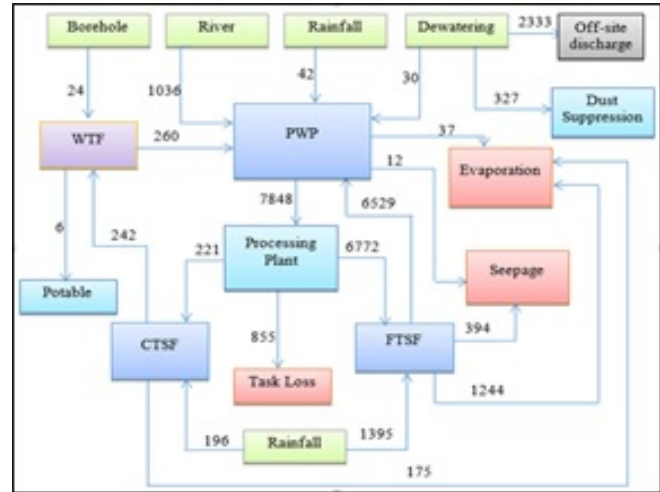 Borehole
River
Rainfall
Dewatering
2333
Off-site
discharge
24
1036
42
30
327
Dust
Suppression
WTF
260
PWP
37
12
Evaporation
7848
6529
6
242
221
Processing
Plant
6772
Seepage
Potable
CTSF
855
FTSF
394
Task Loss
1244
196
Rainfall
1395
175